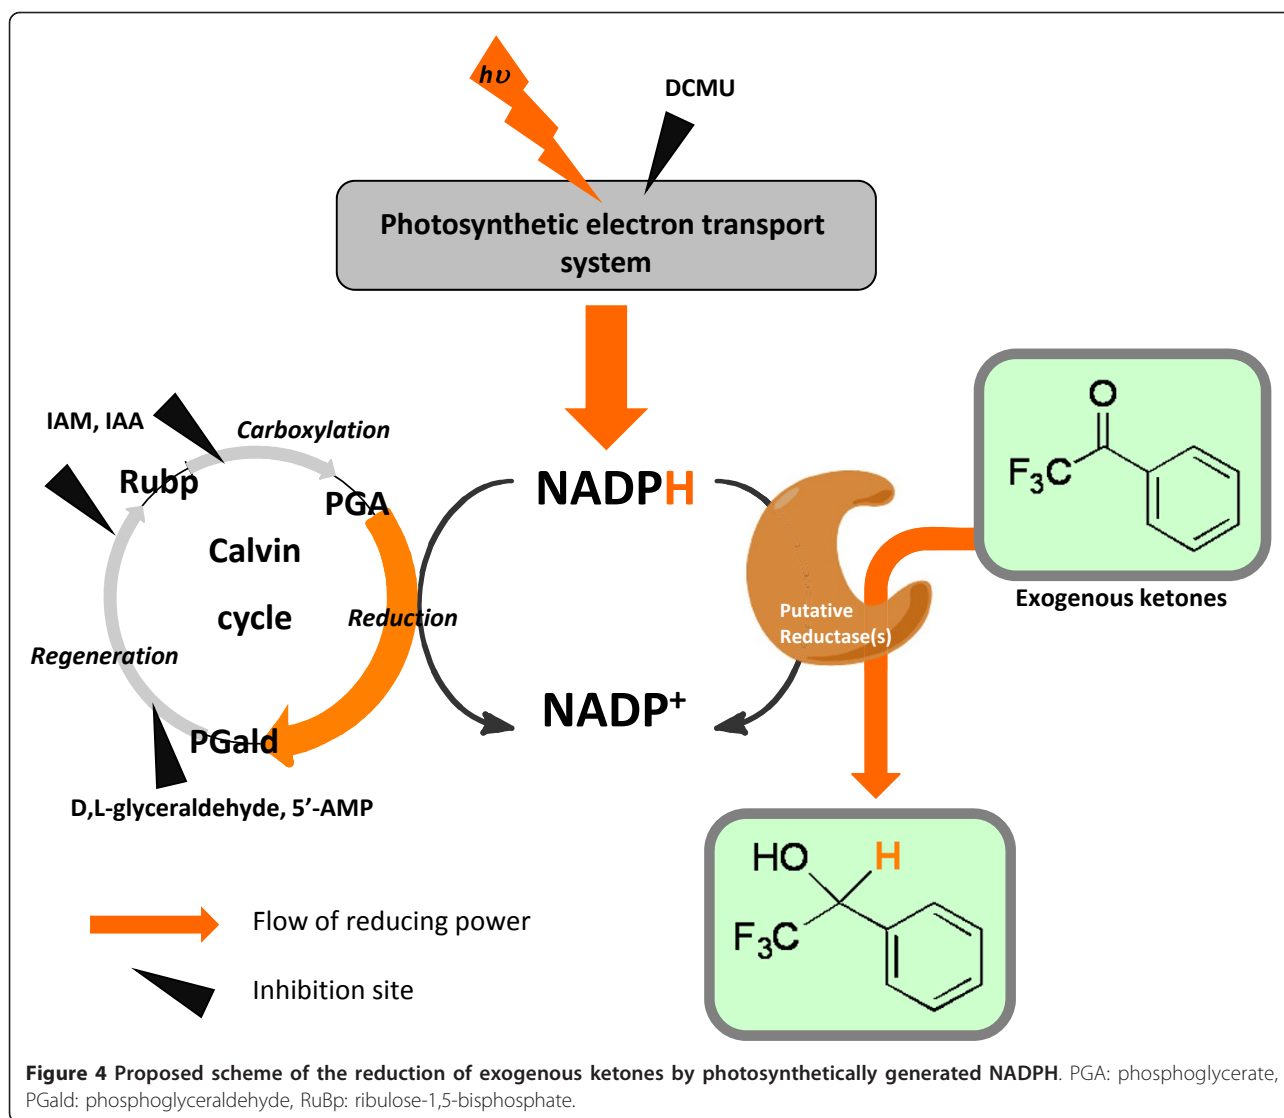 hυ
DCMU
Photosynthetic electron transport
system
IAM, IAA
Carboxylation
Rubp
PGA
NADPH
Calvin
cycle
Reduction
Regeneration
PGald
D,L-glyceraldehyde, 5’-AMP
NADP+
Putative
Reductase(s)
O
F3C
Exogenous ketones
HO
H
F3C
Flow of reducing power
Inhibition site
Figure 4 Proposed scheme of the reduction of exogenous ketones by photosynthetically generated NADPH. PGA: phosphoglycerate,
PGald: phosphoglyceraldehyde, RuBp: ribulose-1,5-bisphosphate.